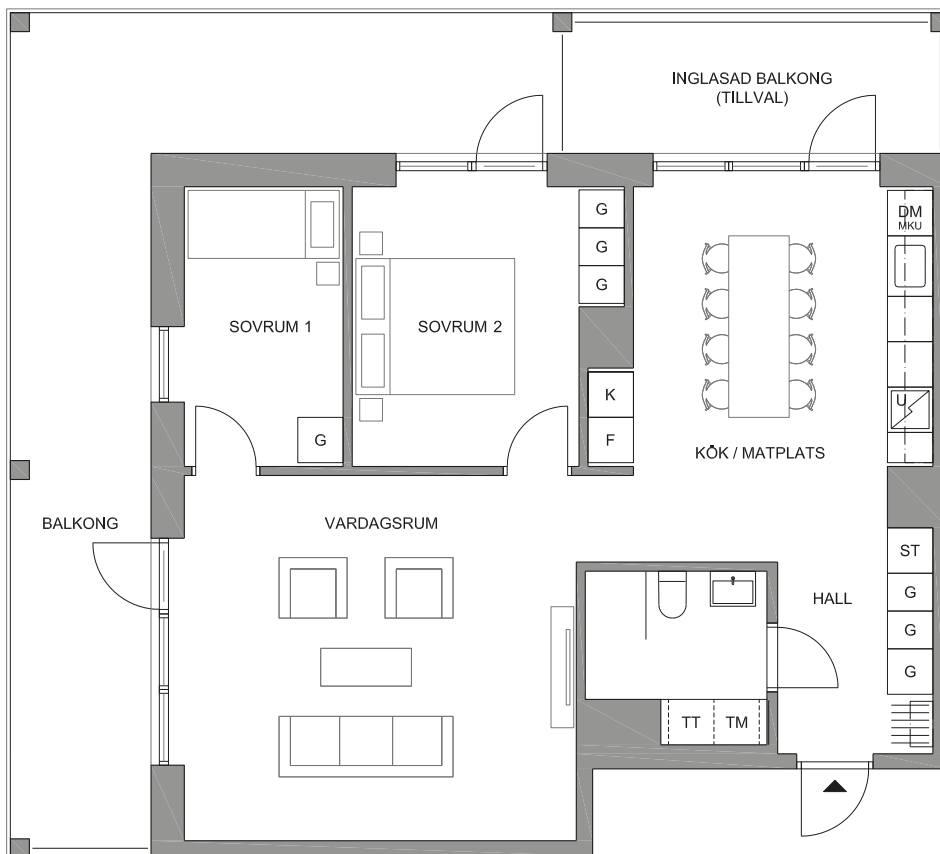 INGLASAD BALKONG
(TILLVAL)
G
G
G
DM
MKU
SOVRUM 1
SOVRUM 2
K
U
G
F
KÖK / MATPLATS
BALKONG
VARDAGSRUM
ST
G
HALL
G
G
TT
TM